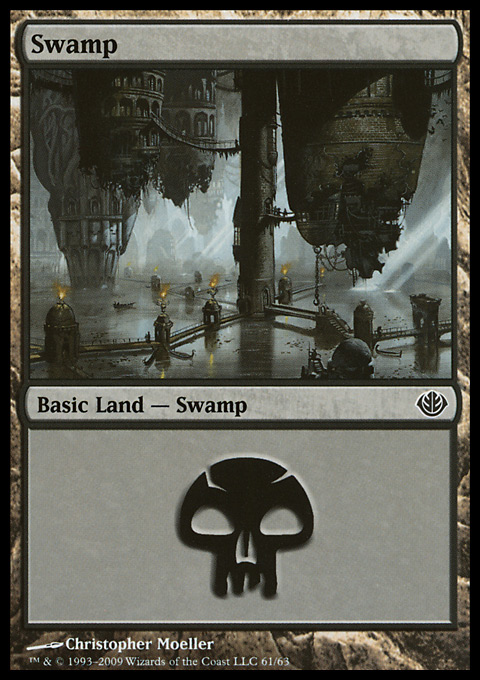 Swamp
Basic Land — Swamp
Christopher Moeller
™ & © 1993–2009 Wizards of the Coast LLC 61/63